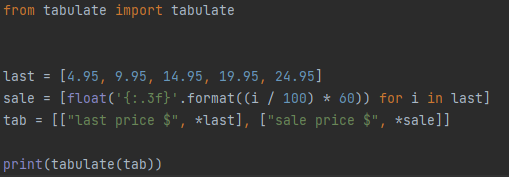 from tabulate import tabulate
last = [4.95, 9.95, 14.95, 19.95, 24.95]
sale = [float('{:.3f}'.format((i / 100) * 60)) for i in last]
tab = [["last price $", *last], ["sale price $", *sale]]
print(tabulate(tab))